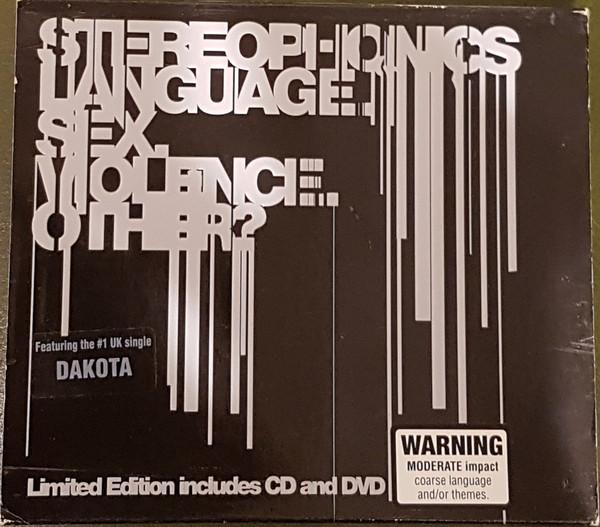 STEREOPHONICS
LANGUAGE.
SEX.
VIOLENCE.
OTHER?
Featuring the #1 UK single
DAKOTA
Limited Edition includes CD and DVD
WARNING
MODERATE impact
coarse language
and/or themes.